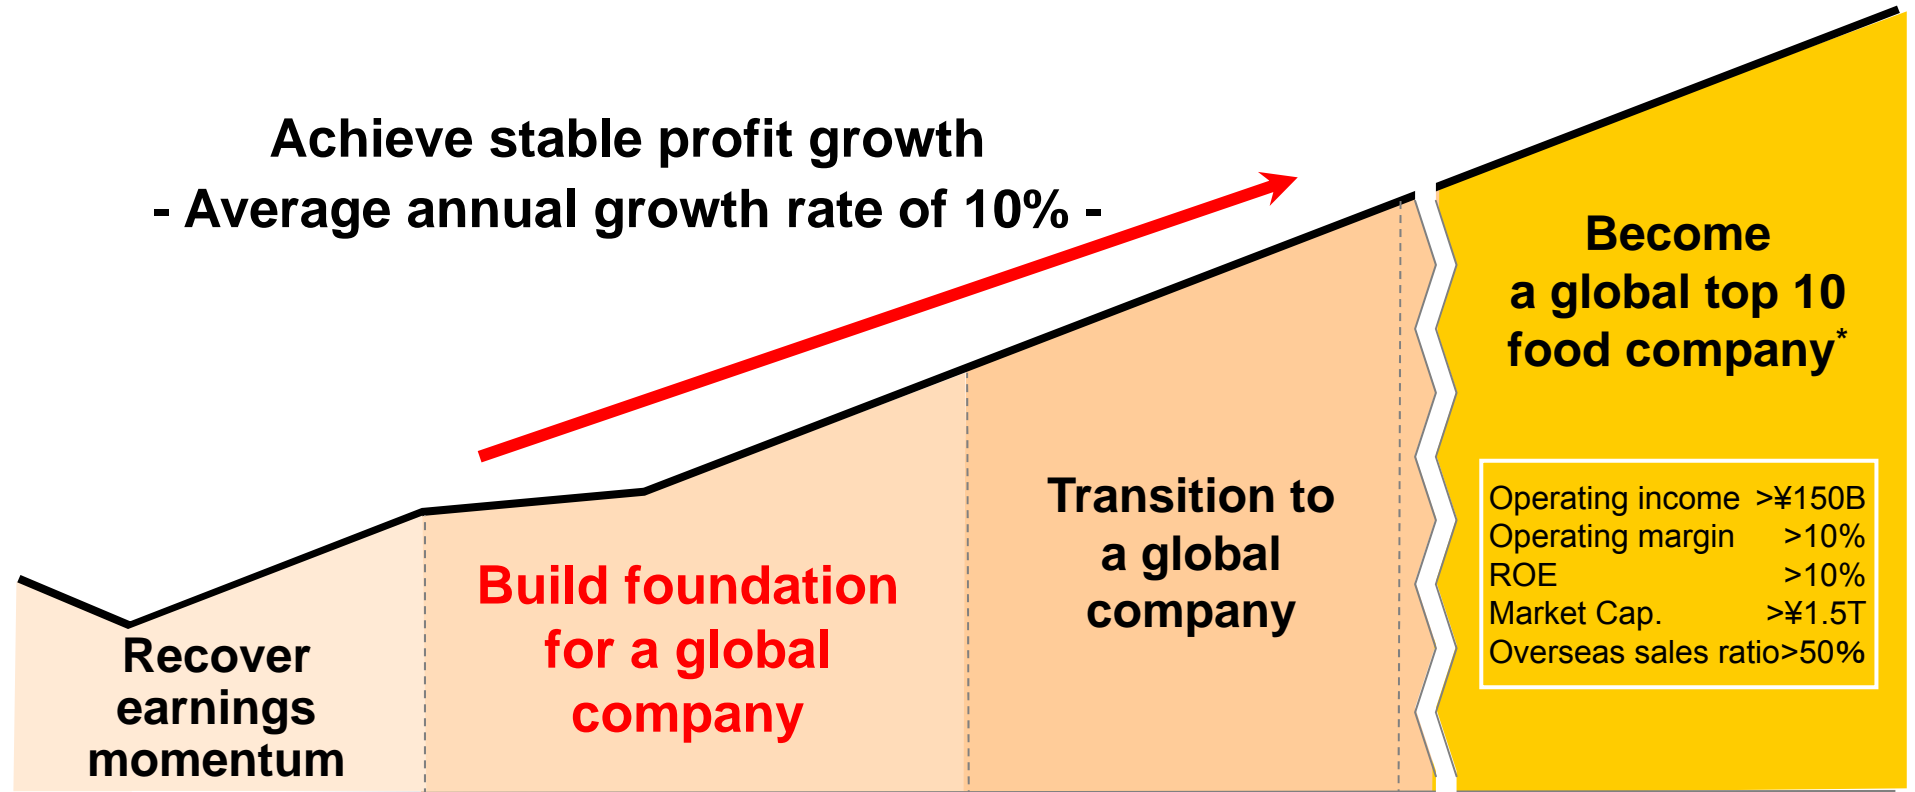 Achieve stable profit growth
- Average annual growth rate of 10% -
Recover
earnings
momentum
Build foundation
for a global
company
Transition to
a global
company
Become
a global top 10
food company*
Operating income >¥150B
Operating margin >10%
ROE >10%
Market Cap. >¥1.5T
Overseas sales ratio>50%